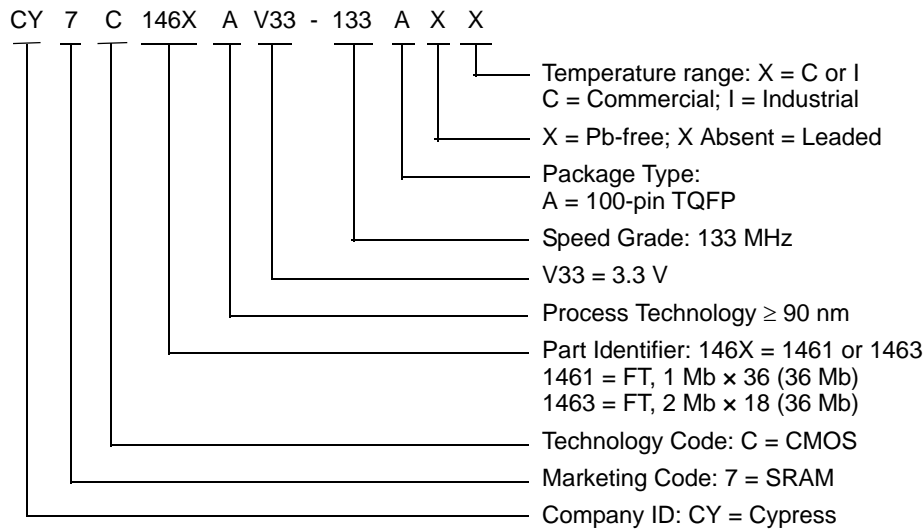 CY 7 C 146X A V33 - 133 A X X
Temperature range: X = C or I
C = Commercial; I = Industrial
X = Pb-free; X Absent = Leaded
Package Type:
A = 100-pin TQFP
Speed Grade: 133 MHz
V33 = 3.3 V
Process Technology ≥ 90 nm
Part Identifier: 146X = 1461 or 1463
1461 = FT, 1 Mb × 36 (36 Mb)
1463 = FT, 2 Mb × 18 (36 Mb)
Technology Code: C = CMOS
Marketing Code: 7 = SRAM
Company ID: CY = Cypress